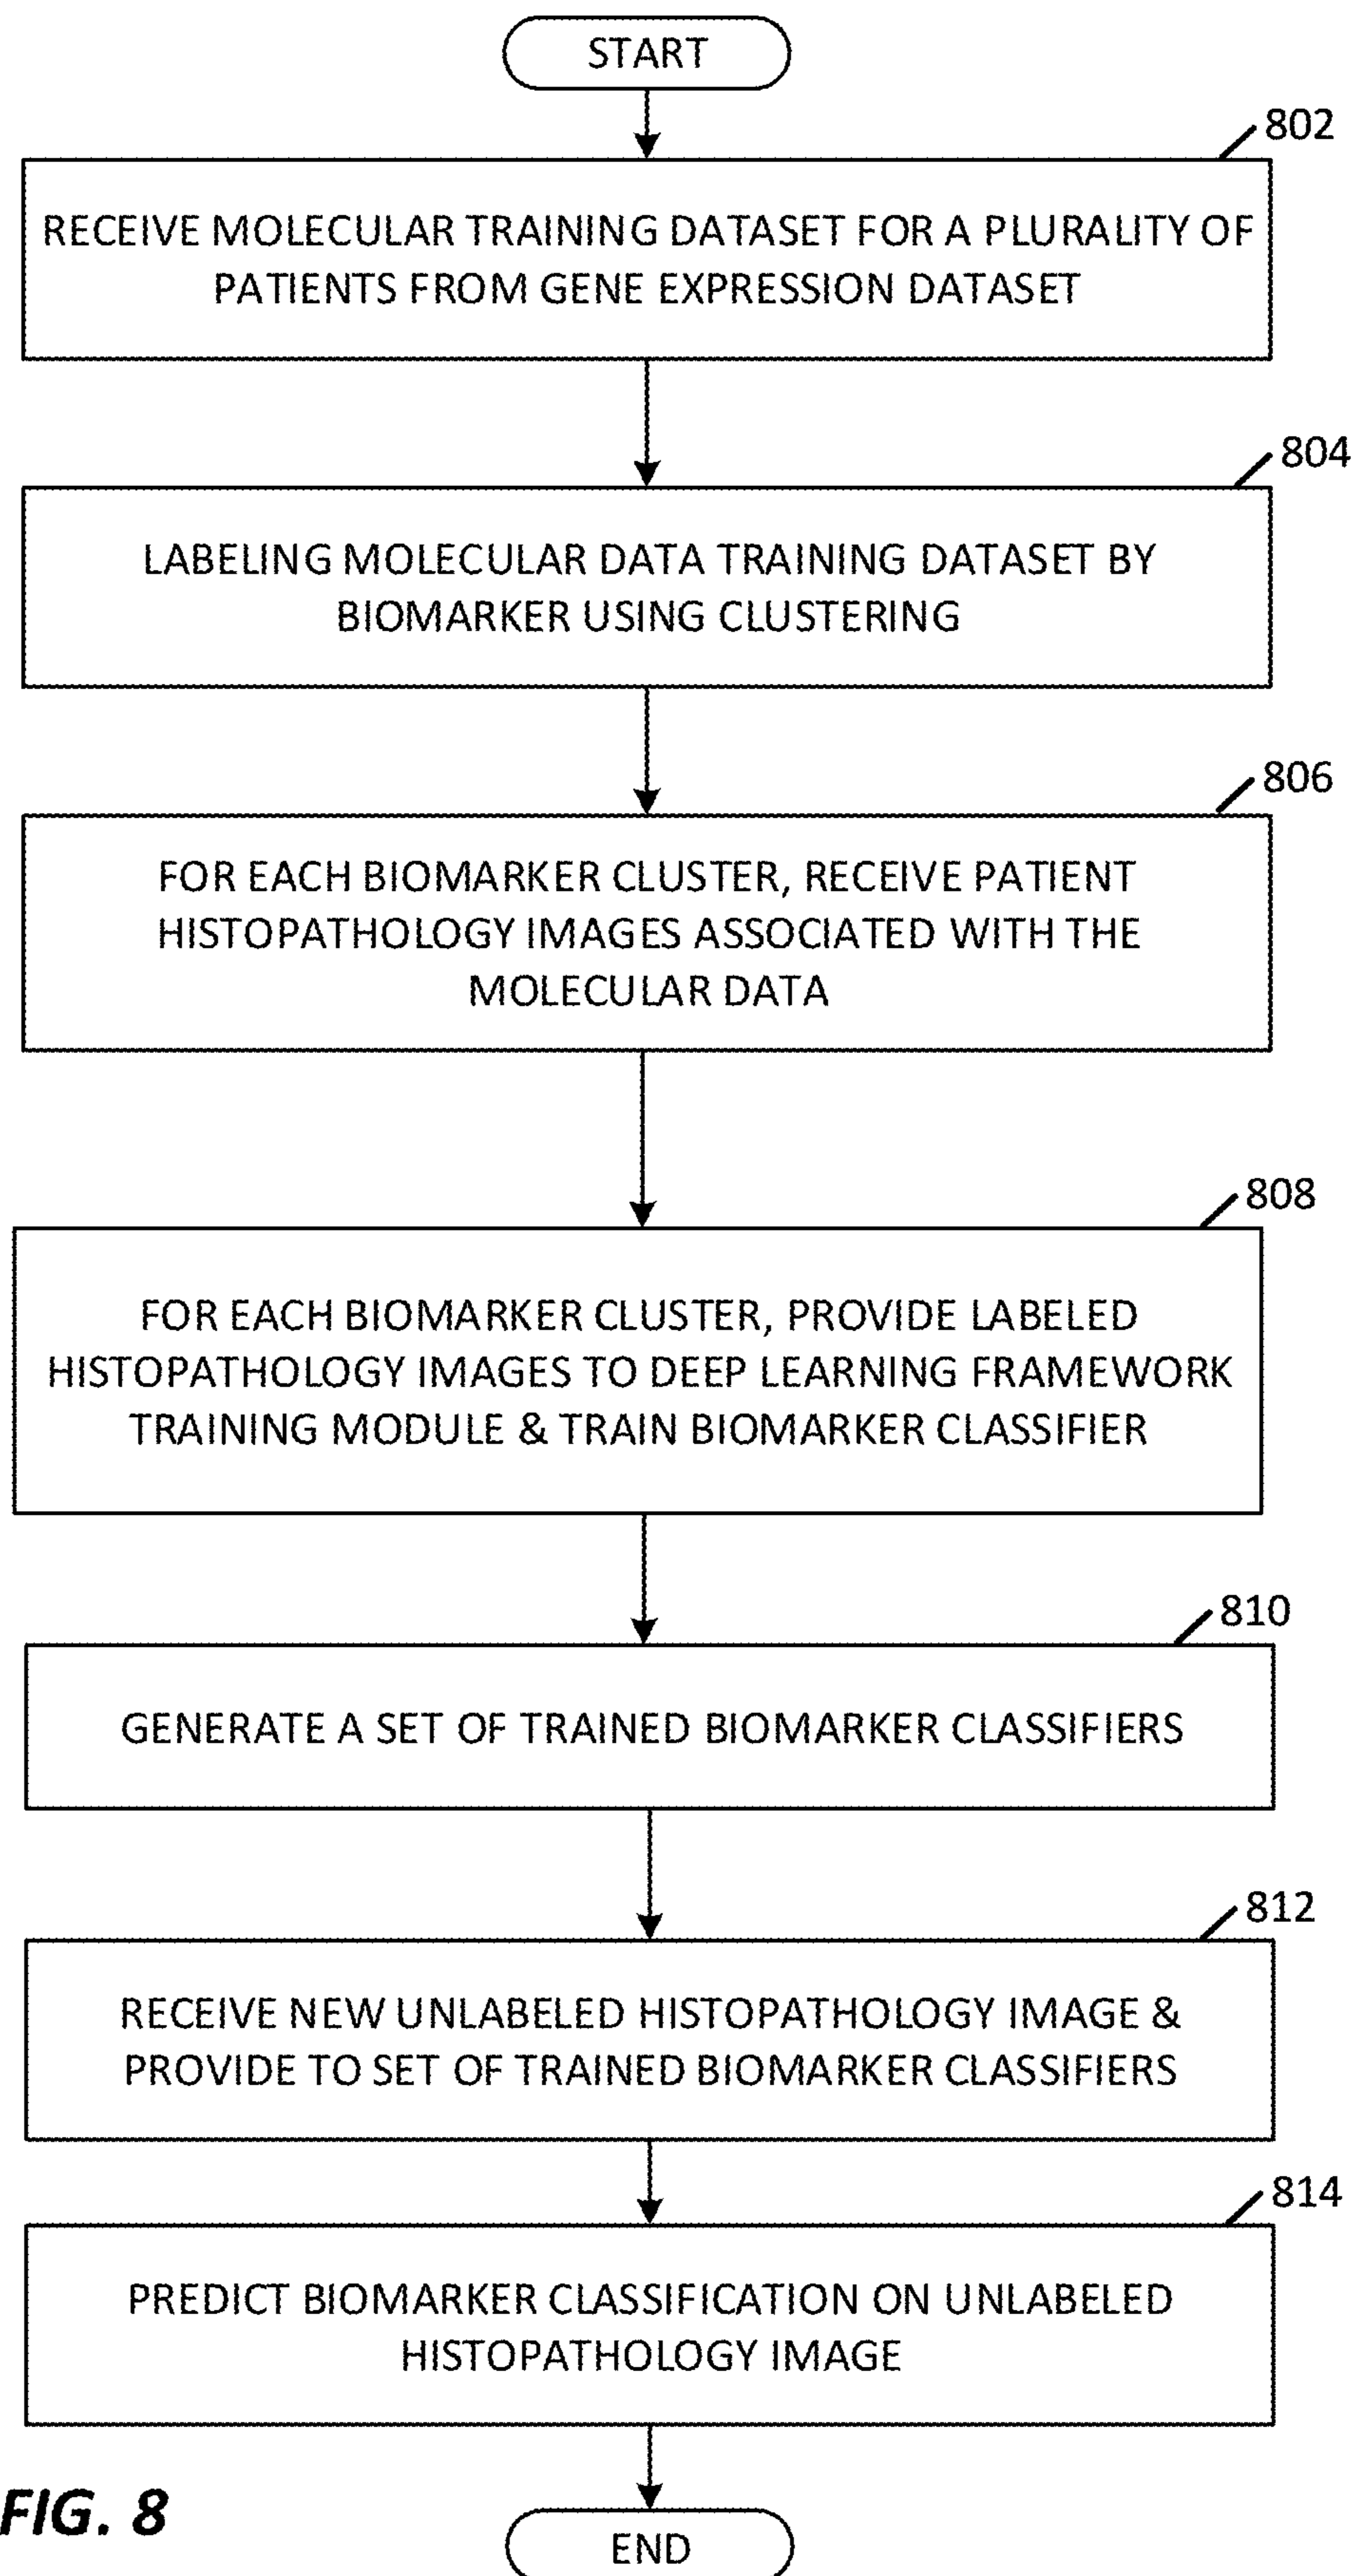 START
802
RECEIVE MOLECULAR TRAINING DATASET FOR A PLURALITY OF
PATIENTS FROM GENE EXPRESSION DATASET
804
LABELING MOLECULAR DATA TRAINING DATASET BY
BIOMARKER USING CLUSTERING
806
FOR EACH BIOMARKER CLUSTER, RECEIVE PATIENT
HISTOPATHOLOGY IMAGES ASSOCIATED WITH THE
MOLECULAR DATA
808
FOR EACH BIOMARKER CLUSTER, PROVIDE LABELED
HISTOPATHOLOGY IMAGES TO DEEP LEARNING FRAMEWORK
TRAINING MODULE & TRAIN BIOMARKER CLASSIFIER
810
GENERATE A SET OF TRAINED BIOMARKER CLASSIFIERS
812
RECEIVE NEW UNLABELED HISTOPATHOLOGY IMAGE &
PROVIDE TO SET OF TRAINED BIOMARKER CLASSIFIERS
814
PREDICT BIOMARKER CLASSIFICATION ON UNLABELED
HISTOPATHOLOGY IMAGE
FIG. 8
END